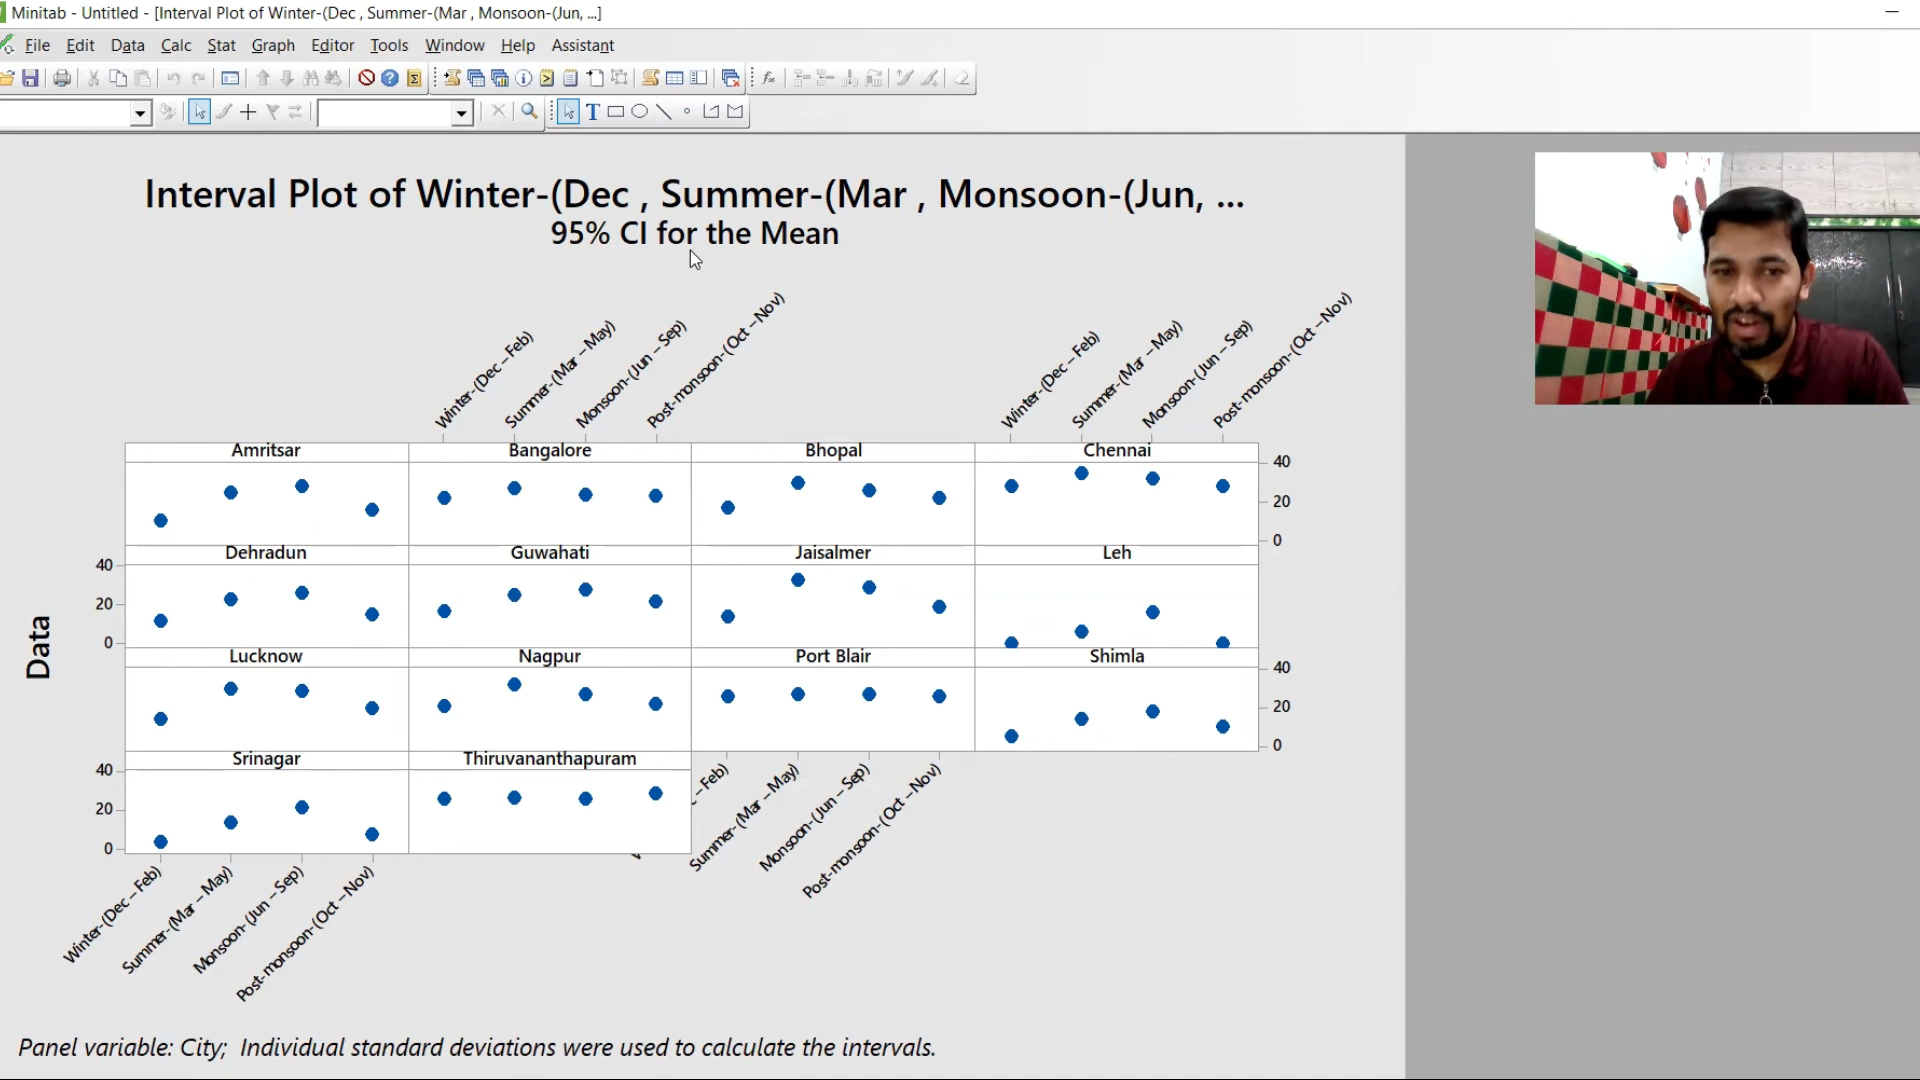 Minitab - Untitled - [Interval Plot of Winter-(Dec , Summer-(Mar , Monsoon-(Jun, ...]
File Edit Data Calc Stat Graph Editor Tools Window Help Assistant
Interval Plot of Winter-(Dec , Summer-(Mar , Monsoon-(Jun, ...
95% CI for the Mean
Winter-(Dec – Feb) Summer-(Mar – May) Monsoon-(Jun – Sep) Post-monsoon-(Oct – Nov) Winter-(Dec – Feb) Summer-(Mar – May) Monsoon-(Jun – Sep) Post-monsoon-(Oct – Nov)
Amritsar Bangalore Bhopal Chennai
40
20
0
Dehradun Guwahati Jaisalmer Leh
40
20
0
Data
Lucknow Nagpur Port Blair Shimla
40
20
0
Srinagar Thiruvananthapuram
40
20
0
– Feb) Summer-(Mar – May) Monsoon-(Jun – Sep) Post-monsoon-(Oct – Nov)
Winter-(Dec – Feb) Summer-(Mar – May) Monsoon-(Jun – Sep) Post-monsoon-(Oct – Nov)
Panel variable: City; Individual standard deviations were used to calculate the intervals.